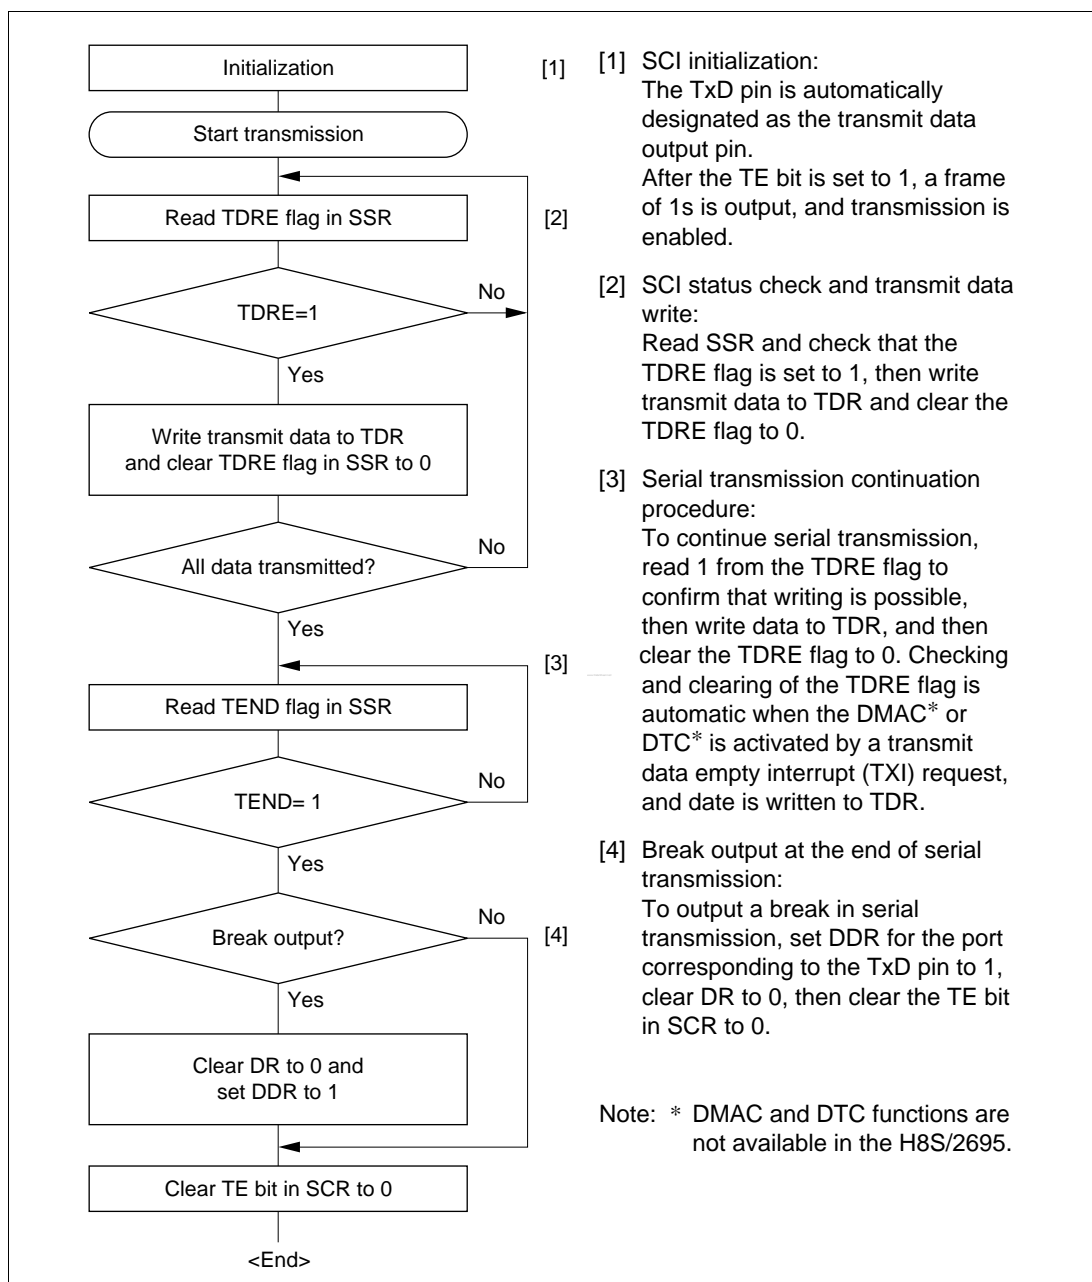 Initialization
[1]
Start transmission
Read TDRE flag in SSR
[2]
TDRE=1
No
Yes
Write transmit data to TDR
and clear TDRE flag in SSR to 0
All data transmitted?
No
Yes
[3]
Read TEND flag in SSR
TEND= 1
No
Yes
Break output?
No
[4]
Yes
Clear DR to 0 and
set DDR to 1
Clear TE bit in SCR to 0
<End>
[1] SCI initialization:
The TxD pin is automatically
designated as the transmit data
output pin.
After the TE bit is set to 1, a frame
of 1s is output, and transmission is
enabled.
[2] SCI status check and transmit data
write:
Read SSR and check that the
TDRE flag is set to 1, then write
transmit data to TDR and clear the
TDRE flag to 0.
[3] Serial transmission continuation
procedure:
To continue serial transmission,
read 1 from the TDRE flag to
confirm that writing is possible,
then write data to TDR, and then
clear the TDRE flag to 0. Checking
and clearing of the TDRE flag is
automatic when the DMAC* or
DTC* is activated by a transmit
data empty interrupt (TXI) request,
and date is written to TDR.
[4] Break output at the end of serial
transmission:
To output a break in serial
transmission, set DDR for the port
corresponding to the TxD pin to 1,
clear DR to 0, then clear the TE bit
in SCR to 0.
Note: * DMAC and DTC functions are
not available in the H8S/2695.